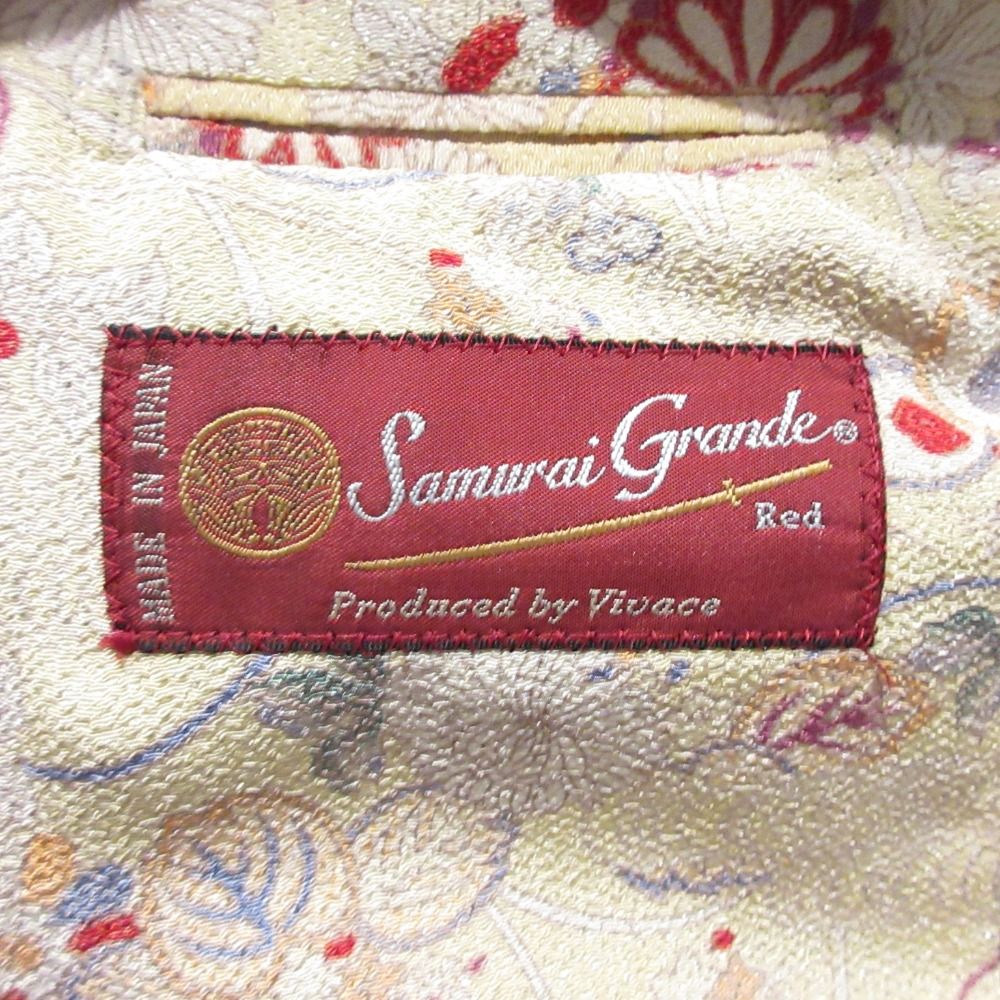 MADE IN JAPAN
Samurai Grande®
Red
Produced by Vivace